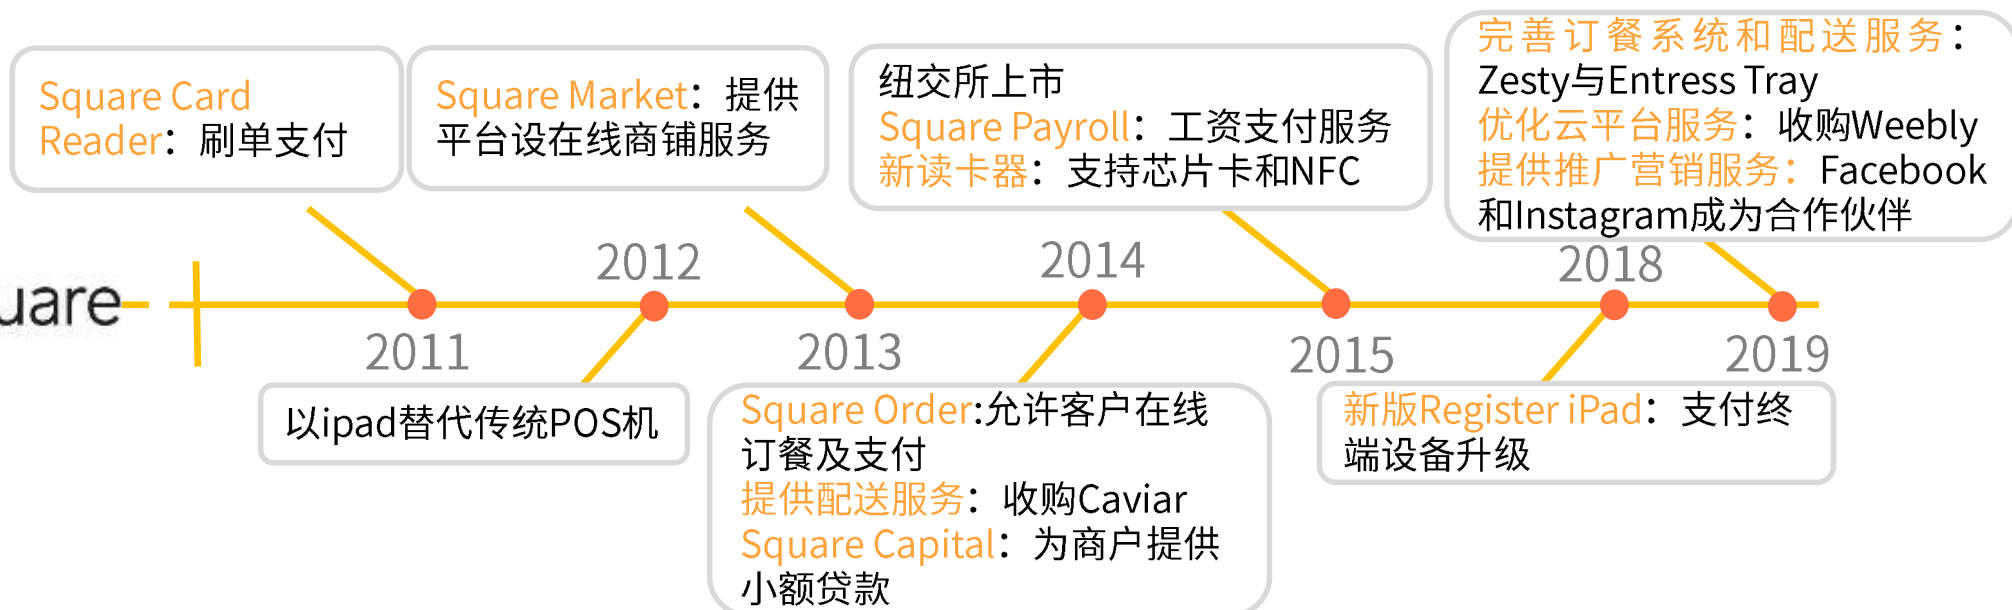 Square Card
Reader：刷单支付
Square Market：提供
平台设在线商铺服务
纽交所上市
Square Payroll：工资支付服务
新读卡器：支持芯片卡和NFC
完善订餐系统和配送服务：
Zesty与Entress Tray
优化云平台服务：收购Weebly
提供推广营销服务：Facebook
和Instagram成为合作伙伴
2012
2014
2018
uare
2011
2013
2015
2019
以ipad替代传统POS机
Square Order:允许客户在线
订餐及支付
提供配送服务：收购Caviar
Square Capital：为商户提供
小额贷款
新版Register iPad：支付终
端设备升级